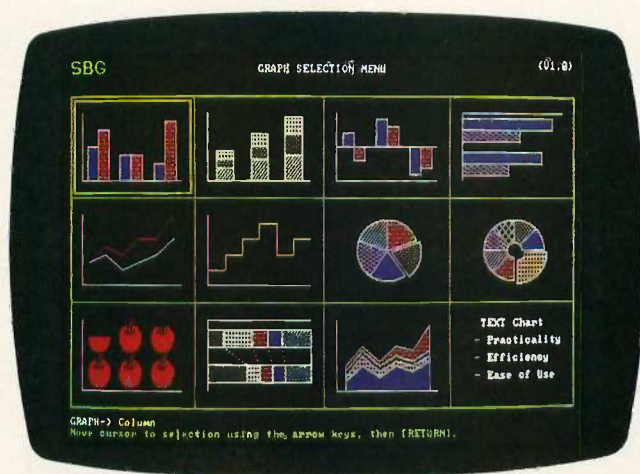 SBG
GRAPH SELECTION MENU
(V1.0)
TEXT Chart
- Practicality
- Efficiency
- Ease of Use
GRAPH-> Column
Move cursor to selection using the arrow keys, then [RETURN].